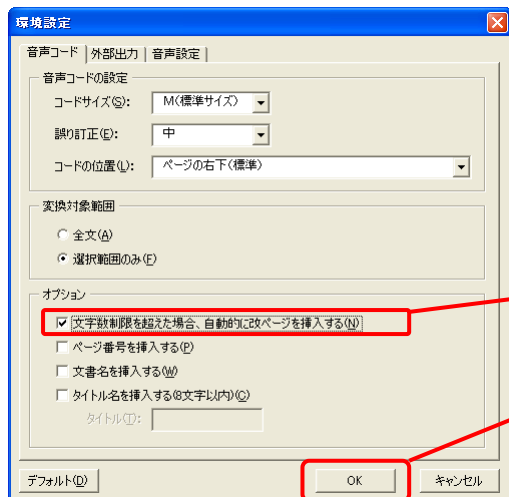 環境設定
音声コード 外部出力 音声設定
音声コードの設定
コードサイズ(S): M(標準サイズ)
誤り訂正(E): 中
コードの位置(L): ページの右下(標準)
変換対象範囲
全文(A)
選択範囲のみ(F)
オプション
文字数制限を超えた場合、自動的に改ページを挿入する(N)
ページ番号を挿入する(P)
文書名を挿入する(W)
タイトル名を挿入する(8文字以内)(C)
タイトル(T):
デフォルト(D) OK キャンセル